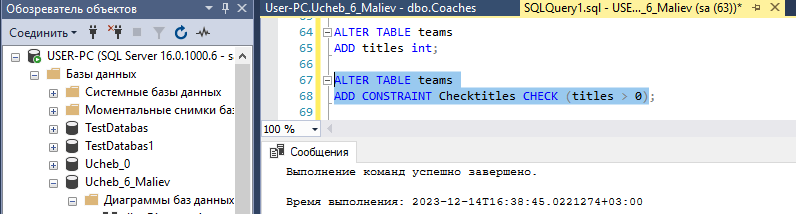 Обозреватель объектов
Соединить
USER-PC (SQL Server 16.0.1000.6 - s
Базы данных
Системные базы данных
Моментальные снимки баз
TestDatabas
TestDatabas1
Ucheb_0
Ucheb_6_Maliev
Диаграммы баз данных
User-PC.Ucheb_6_Maliev - dbo.Coaches
SQLQuery1.sql - USE..._6_Maliev (sa (63))*
64 ALTER TABLE teams
65 ADD titles int;
66
67 ALTER TABLE teams
68 ADD CONSTRAINT Checktitles CHECK (titles > 0);
69
100 %
Сообщения
Выполнение команд успешно завершено.
Время выполнения: 2023-12-14T16:38:45.0221274+03:00